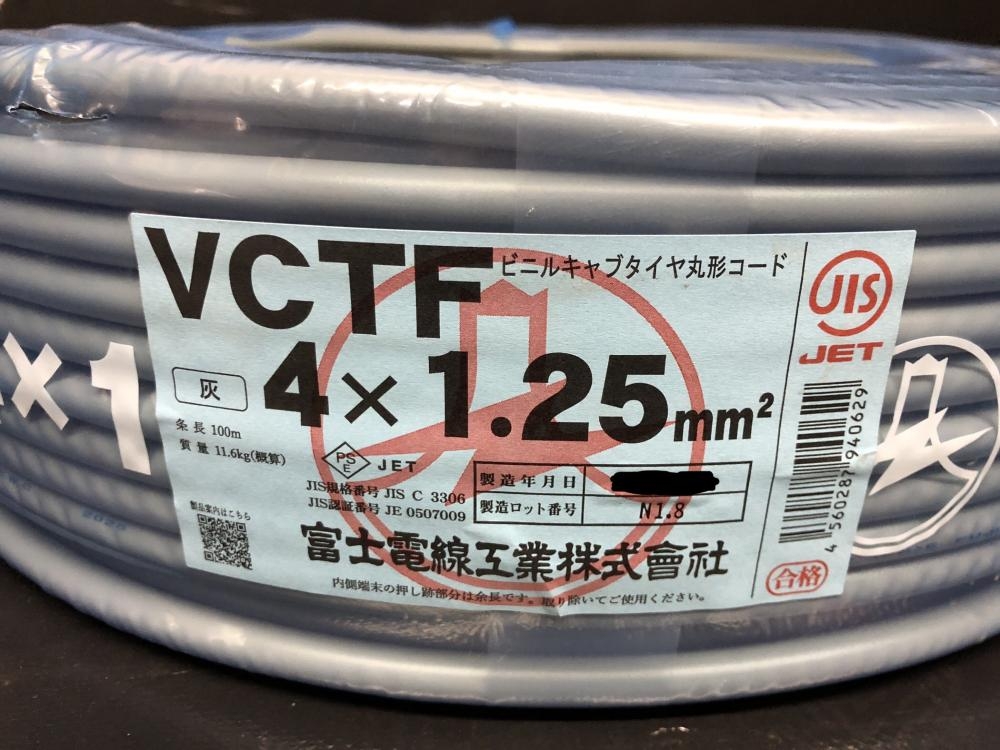 VCTF
ビニルキャブタイヤ丸形コード
灰
4×1.25mm²
条長 100m
質量 11.6kg(概算)
PS
E
JET
JIS規格番号 JIS C 3306
JIS認証番号 JE 0507009
製造年月日
製造ロット番号 N1.8
製品案内はこちら
富士電線工業株式會社
内側端末の押し跡部分は余長です。取り除いてご使用ください。
JIS
JET
4 560287 940629
合格
×1